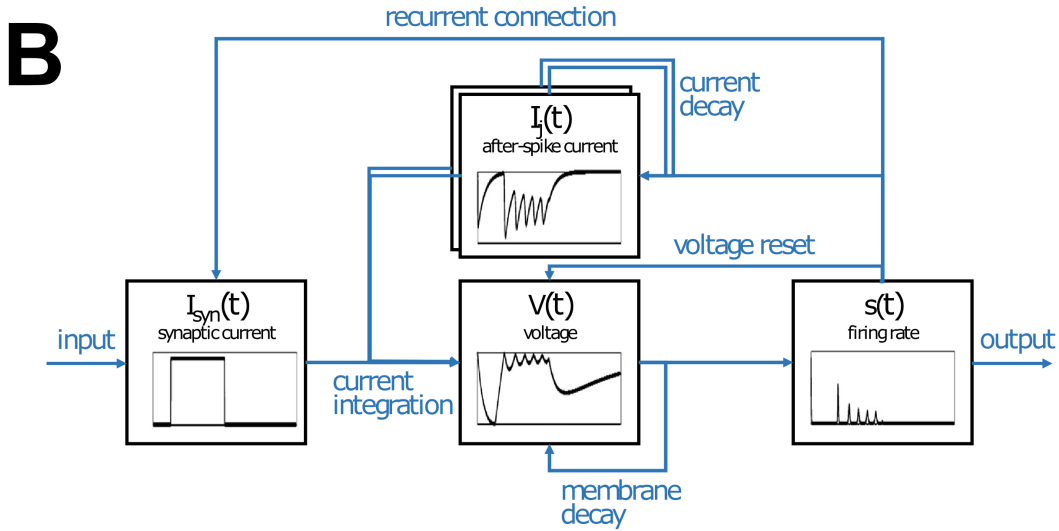 B
recurrent connection
I_j(t)
after-spike current
current
decay
voltage reset
input
I_syn(t)
synaptic current
current
integration
V(t)
voltage
membrane
decay
s(t)
firing rate
output